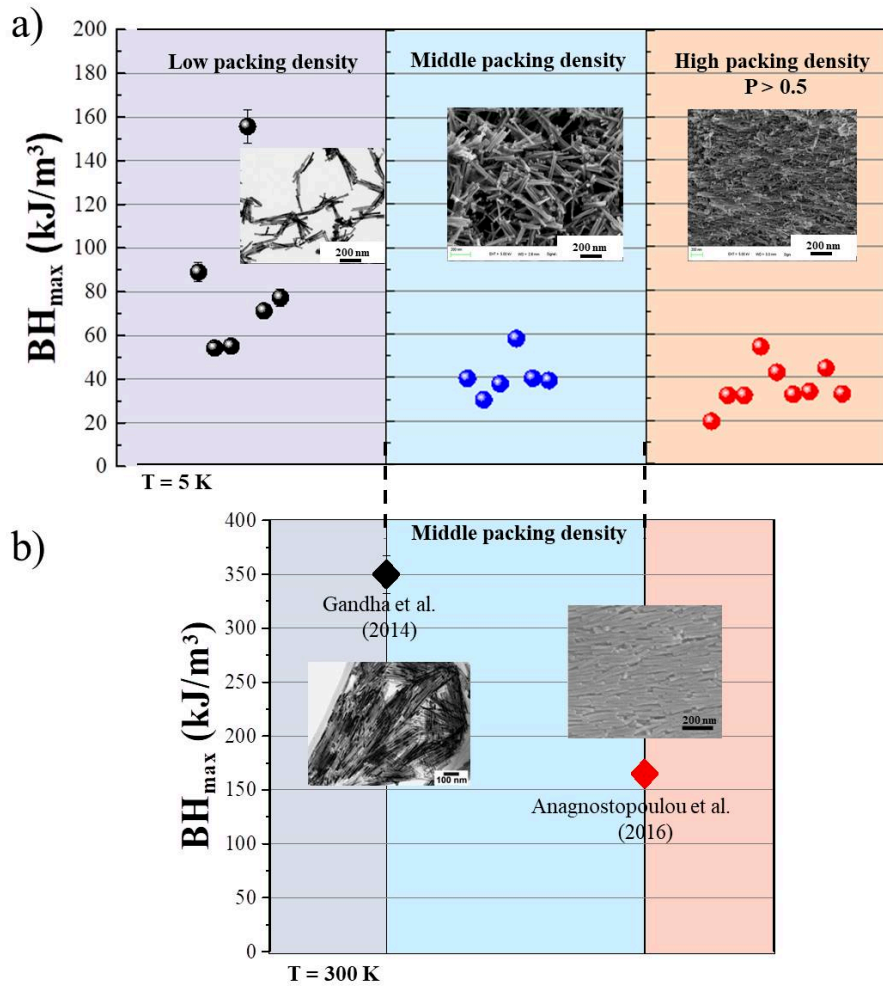 a)
200
180
160
140
120
100
80
60
40
20
0
BHmax (kJ/m³)
Low packing density
Middle packing density
High packing density
P > 0.5
200 nm
200 nm
200 nm
T = 5 K
b)
400
350
300
250
200
150
100
50
0
BHmax (kJ/m³)
Middle packing density
Gandha et al.
(2014)
100 nm
200 nm
Anagnostopoulou et al.
(2016)
T = 300 K